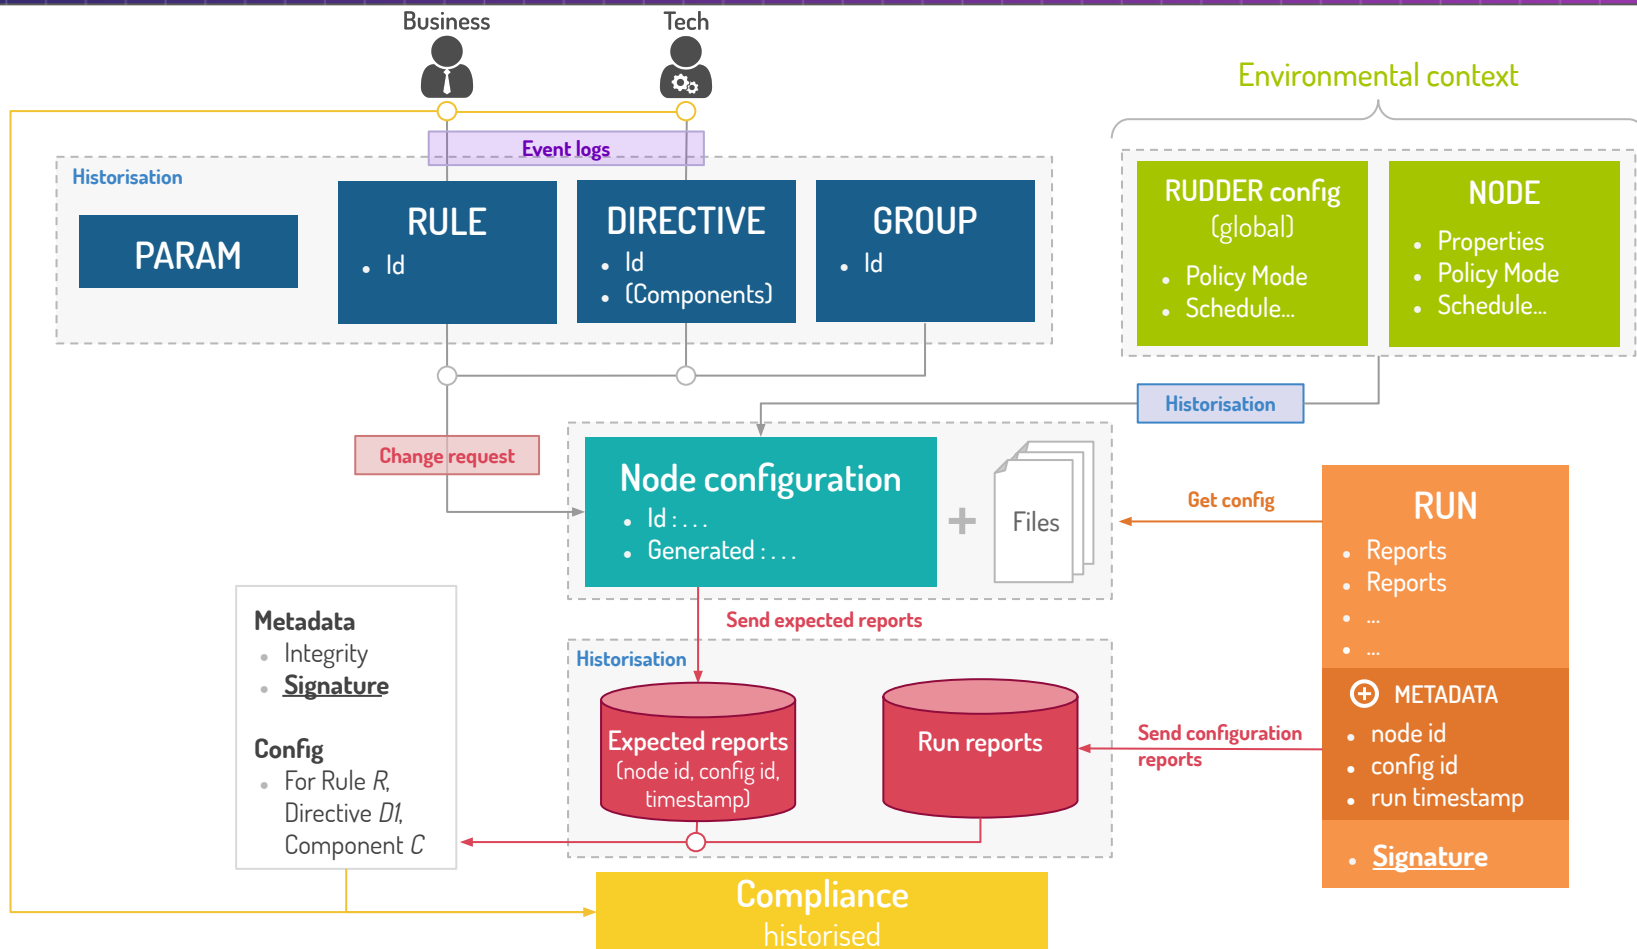 Business
Tech
Environmental context
Event logs
Historisation
PARAM
RULE
• Id
DIRECTIVE
• Id
• (Components)
GROUP
• Id
RUDDER config
(global)
• Policy Mode
• Schedule...
NODE
• Properties
• Policy Mode
• Schedule...
Historisation
Change request
Node configuration
• Id : . . .
• Generated : . . .
+
Files
Get config
RUN
• Reports
• Reports
• ...
• ...
METADATA
• node id
• config id
• run timestamp
• Signature
Send expected reports
Historisation
Expected reports
(node id, config id,
timestamp)
Run reports
Send configuration
reports
Metadata
• Integrity
• Signature
Config
• For Rule R,
Directive D1,
Component C
Compliance
historised